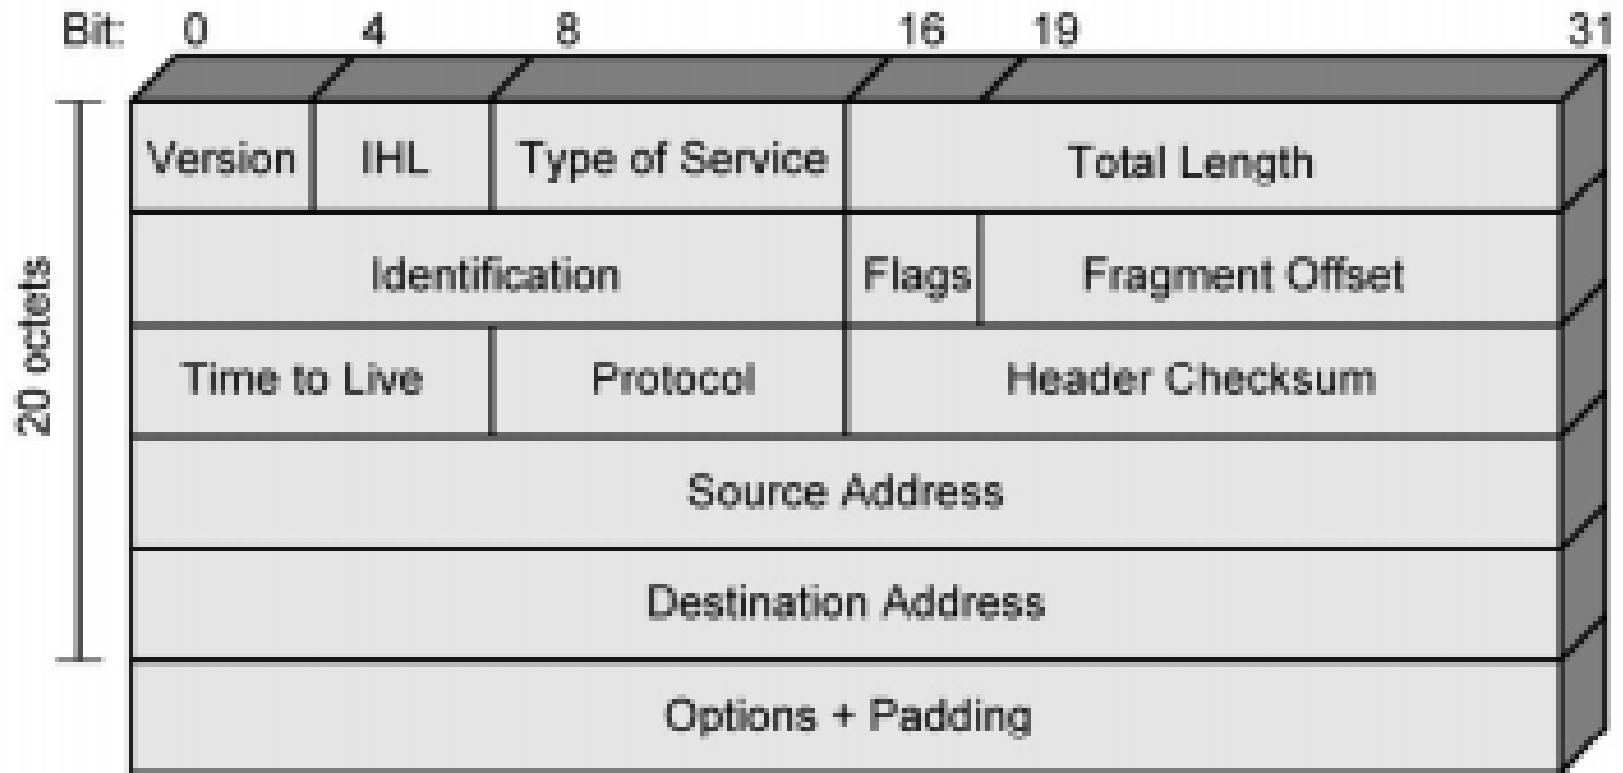 Bit: 0 4 8 16 19 31
Version IHL Type of Service Total Length
Identification Flags Fragment Offset
Time to Live Protocol Header Checksum
Source Address
Destination Address
Options + Padding
20 octets